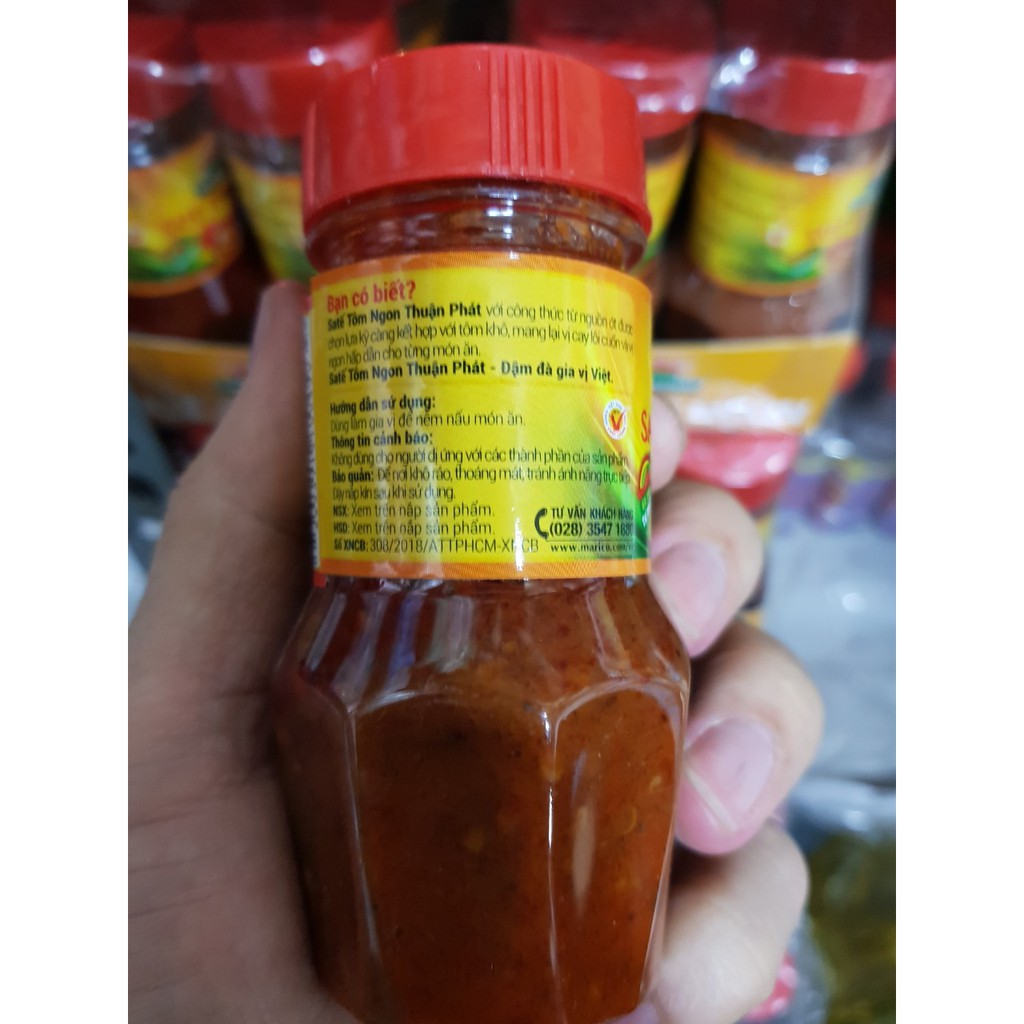 Bạn có biết?
Satế Tôm Ngon Thuận Phát với công thức từ nguồn ớt được
chọn lựa kỹ càng kết hợp với tôm khô, mang lại vị cay lôi cuốn và vị
ngon hấp dẫn cho từng món ăn.
Satế Tôm Ngon Thuận Phát - Đậm đà gia vị Việt.
Hướng dẫn sử dụng:
Dùng làm gia vị để nêm nấu món ăn.
Thông tin cảnh báo:
Không dùng cho người dị ứng với các thành phần của sản phẩm.
Bảo quản: Để nơi khô ráo, thoáng mát, tránh ánh nắng trực tiếp.
Đậy nắp kín sau khi sử dụng.
NSX: Xem trên nắp sản phẩm.
HSD: Xem trên nắp sản phẩm.
Số XNCB: 308/2018/ATTPHCM-XNCB
TƯ VẤN KHÁCH HÀNG
(028) 3547
www.marico.com